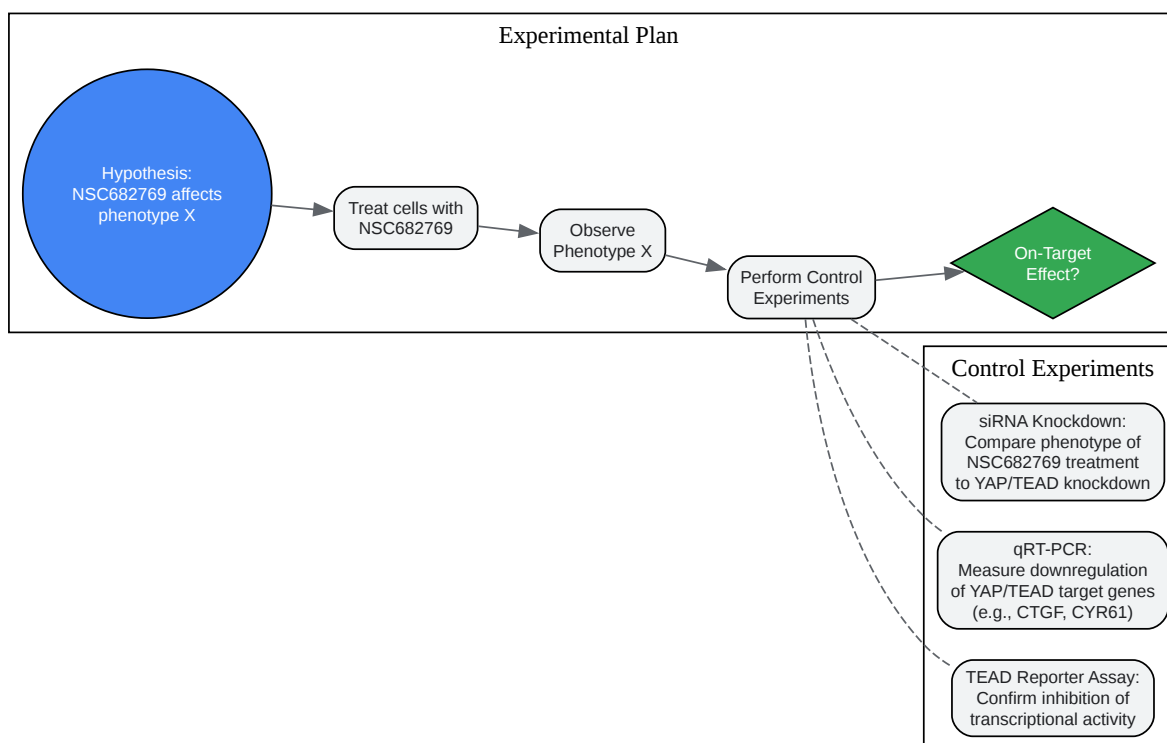 Experimental Plan
Hypothesis:
NSC682769 affects
phenotype X
Treat cells with
NSC682769
Observe
Phenotype X
Perform Control
Experiments
On-Target
Effect?
Control Experiments
siRNA Knockdown:
Compare phenotype of
NSC682769 treatment
to YAP/TEAD knockdown
qRT-PCR:
Measure downregulation
of YAP/TEAD target genes
(e.g., CTGF, CYR61)
TEAD Reporter Assay:
Confirm inhibition of
transcriptional activity